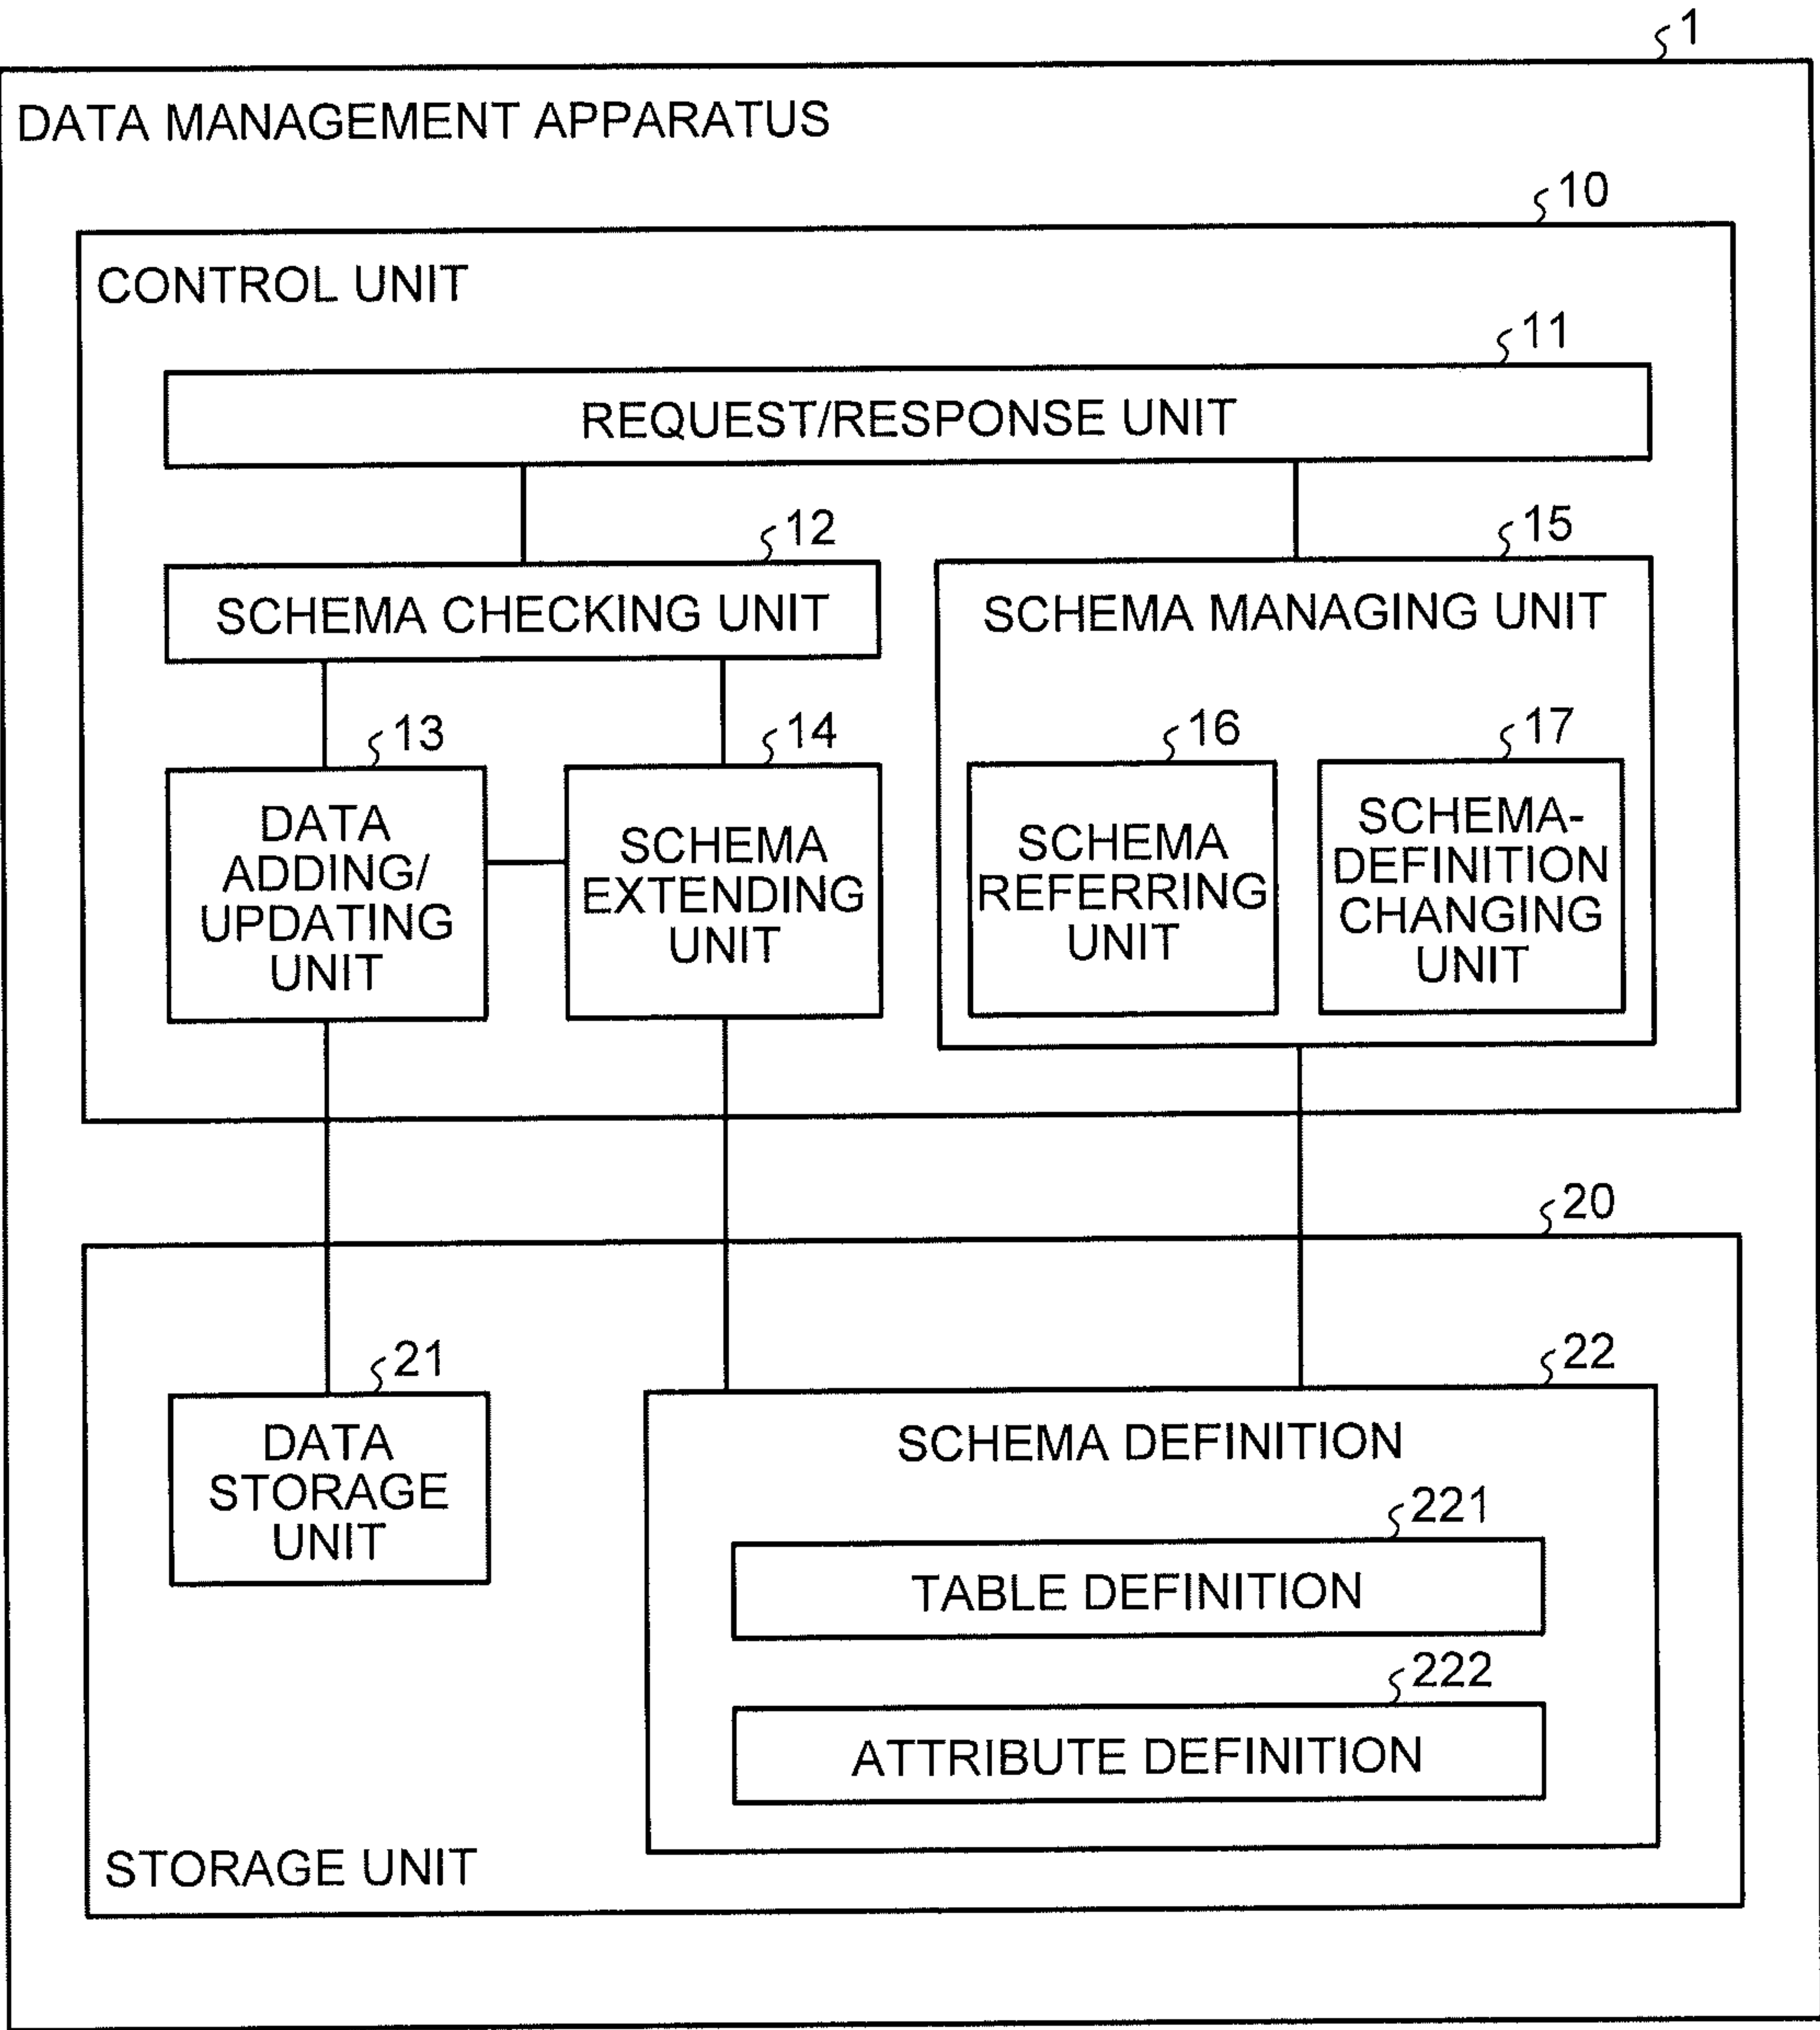 1
DATA MANAGEMENT APPARATUS
10
CONTROL UNIT
11
REQUEST/RESPONSE UNIT
12
SCHEMA CHECKING UNIT
15
SCHEMA MANAGING UNIT
13
DATA
ADDING/
UPDATING
UNIT
14
SCHEMA
EXTENDING
UNIT
16
SCHEMA
REFERRING
UNIT
17
SCHEMA-
DEFINITION
CHANGING
UNIT
20
21
DATA
STORAGE
UNIT
22
SCHEMA DEFINITION
221
TABLE DEFINITION
222
ATTRIBUTE DEFINITION
STORAGE UNIT